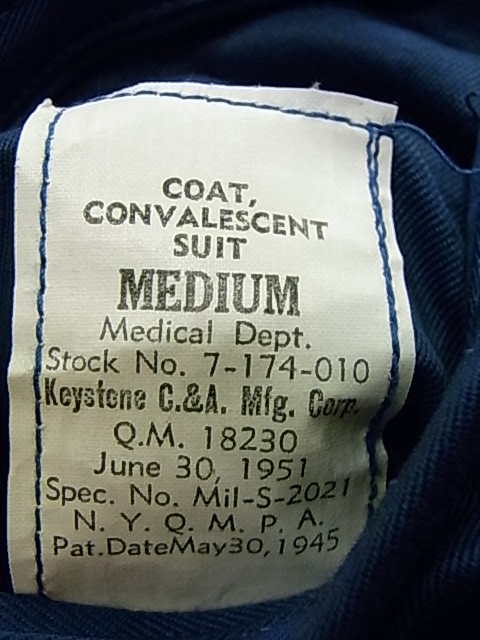 COAT,
CONVALESCENT
SUIT
MEDIUM
Medical Dept.
Stock No. 7-174-010
Keystone C.&A. Mfg. Corp.
Q.M. 18230
June 30, 1951
Spec. No. Mil-S-2021
N. Y. Q. M. P. A.
Pat.DateMay30,1945